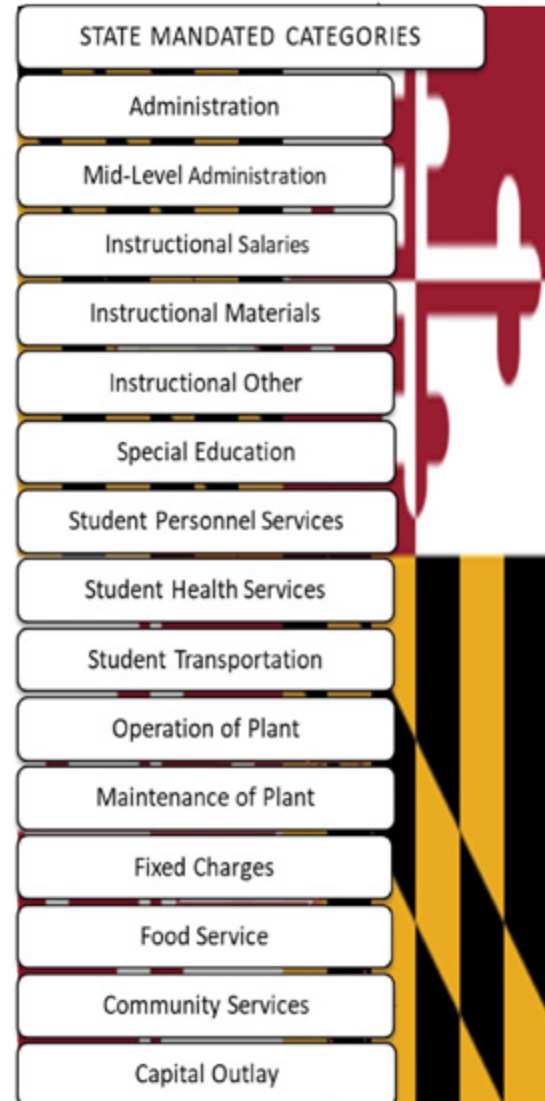 STATE MANDATED CATEGORIES
Administration
Mid-Level Administration
Instructional Salaries
Instructional Materials
Instructional Other
Special Education
Student Personnel Services
Student Health Services
Student Transportation
Operation of Plant
Maintenance of Plant
Fixed Charges
Food Service
Community Services
Capital Outlay